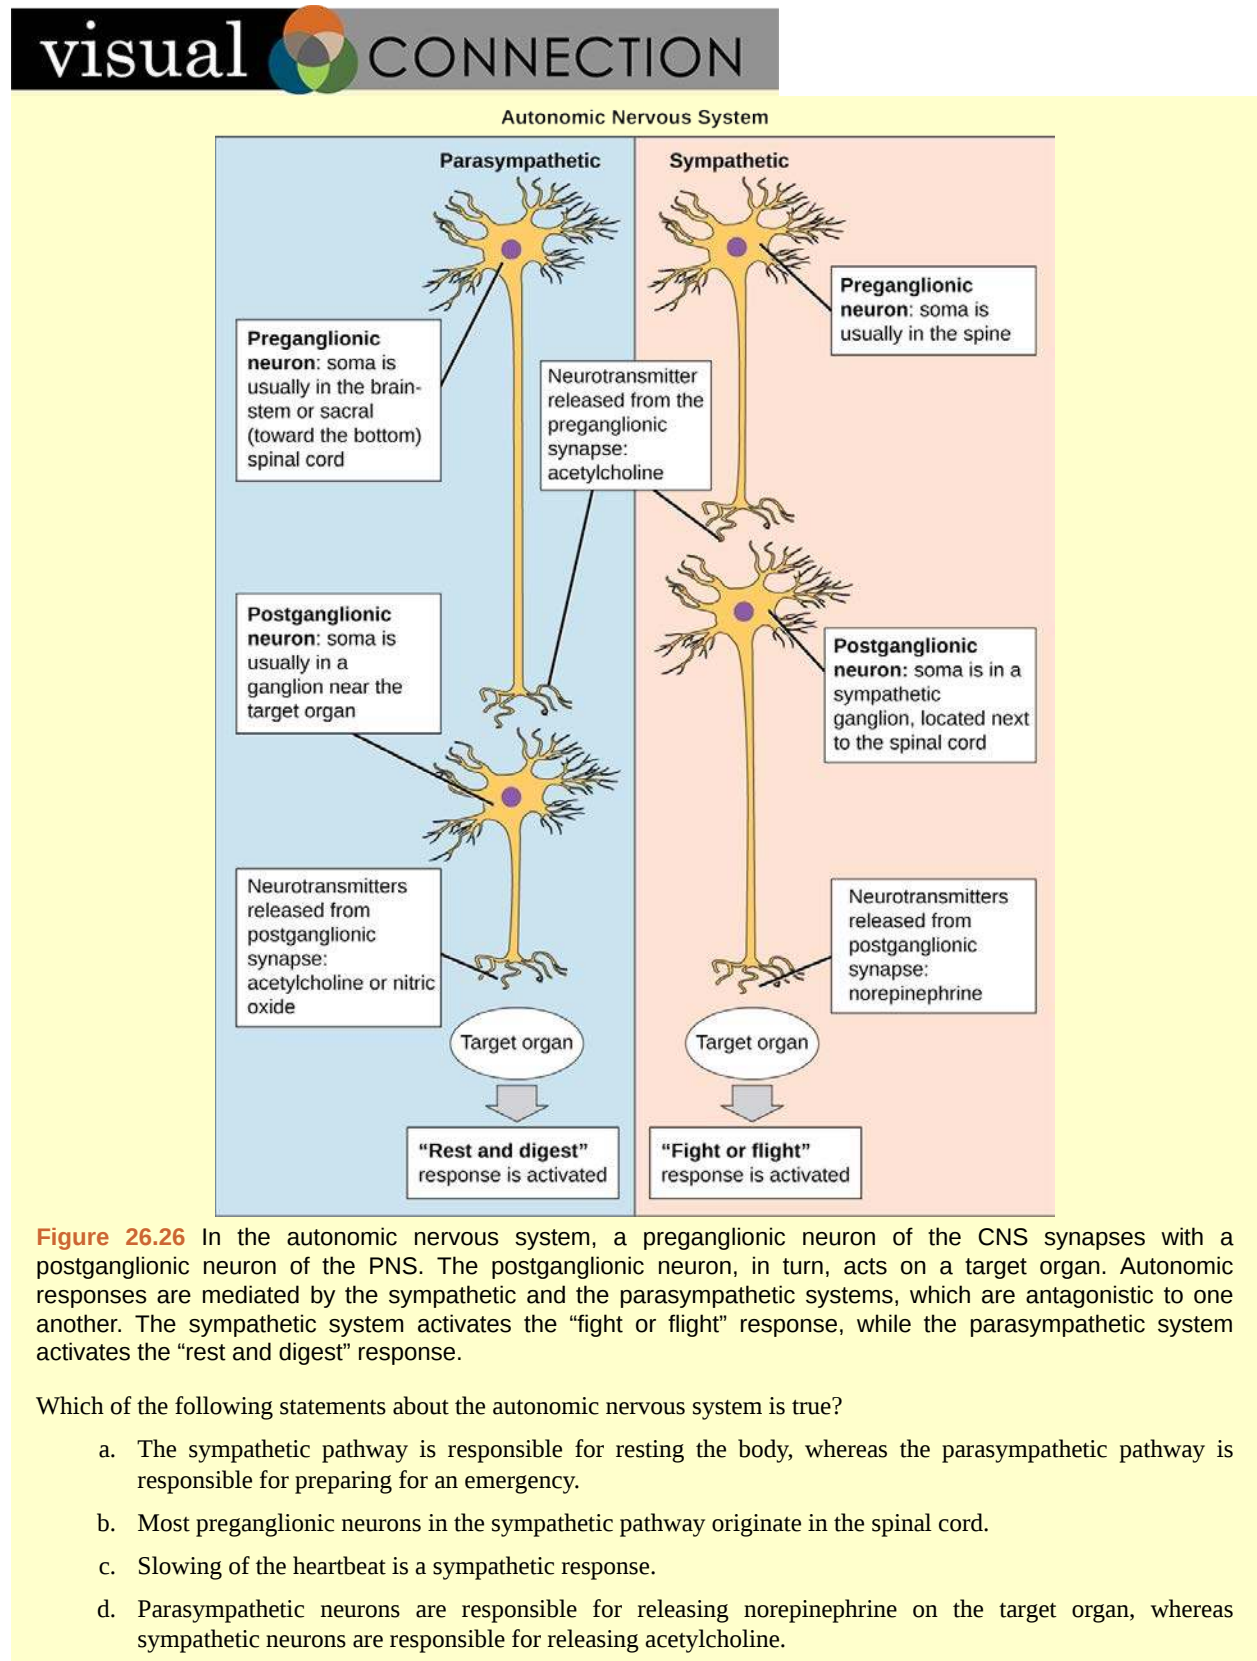 visual CONNECTION
Autonomic Nervous System
Parasympathetic
Sympathetic
Preganglionic
neuron: soma is
usually in the brain-
stem or sacral
(toward the bottom)
spinal cord
Neurotransmitter
released from the
preganglionic
synapse:
acetylcholine
Preganglionic
neuron: soma is
usually in the spine
Postganglionic
neuron: soma is
usually in a
ganglion near the
target organ
Postganglionic
neuron: soma is in a
sympathetic
ganglion, located next
to the spinal cord
Neurotransmitters
released from
postganglionic
synapse:
acetylcholine or nitric
oxide
Neurotransmitters
released from
postganglionic
synapse:
norepinephrine
Target organ
Target organ
“Rest and digest”
response is activated
“Fight or flight”
response is activated
Figure 26.26 In the autonomic nervous system, a preganglionic neuron of the CNS synapses with a
postganglionic neuron of the PNS. The postganglionic neuron, in turn, acts on a target organ. Autonomic
responses are mediated by the sympathetic and the parasympathetic systems, which are antagonistic to one
another. The sympathetic system activates the “fight or flight” response, while the parasympathetic system
activates the “rest and digest” response.
Which of the following statements about the autonomic nervous system is true?
a. The sympathetic pathway is responsible for resting the body, whereas the parasympathetic pathway is
responsible for preparing for an emergency.
b. Most preganglionic neurons in the sympathetic pathway originate in the spinal cord.
c. Slowing of the heartbeat is a sympathetic response.
d. Parasympathetic neurons are responsible for releasing norepinephrine on the target organ, whereas
sympathetic neurons are responsible for releasing acetylcholine.